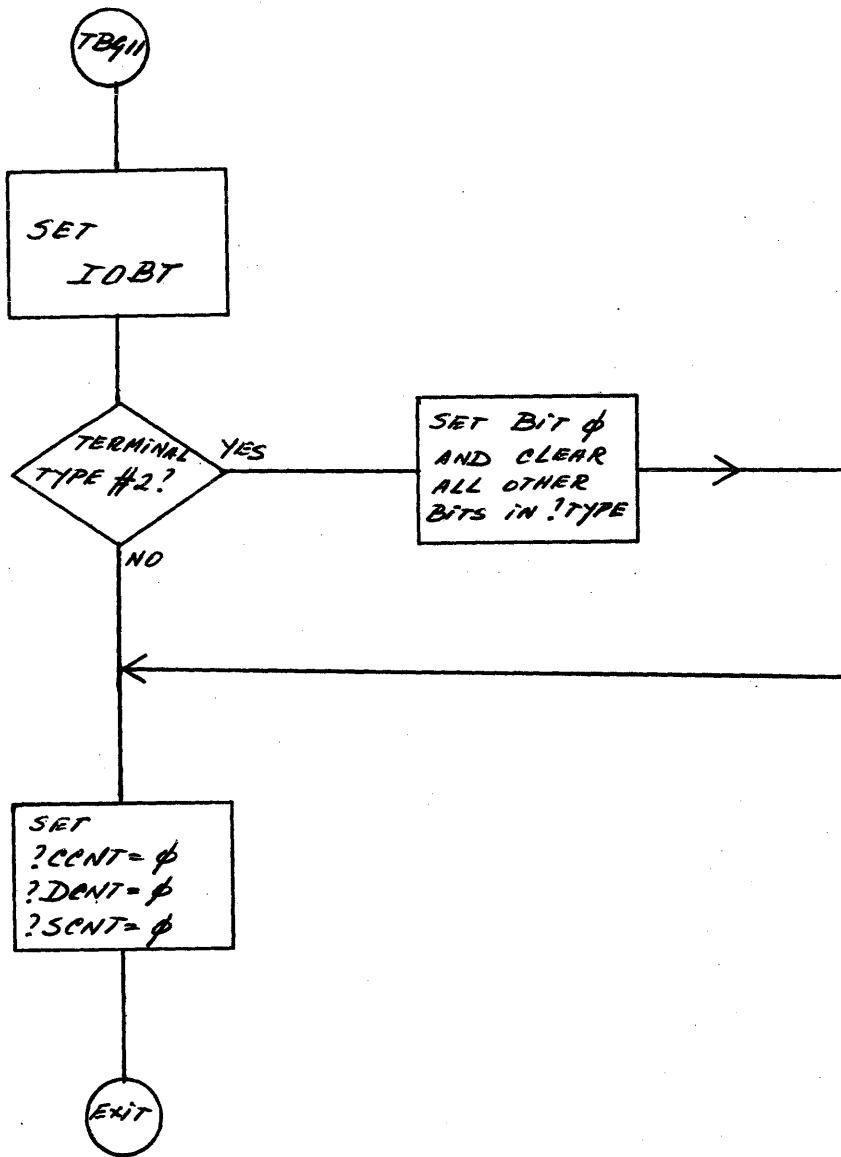 TBG11
SET
IOBT
TERMINAL
TYPE #2?
YES
SET BIT φ
AND CLEAR
ALL OTHER
BITS IN ?TYPE
NO
SET
?CCNT = φ
?DCNT = φ
?SCNT = φ
EXIT